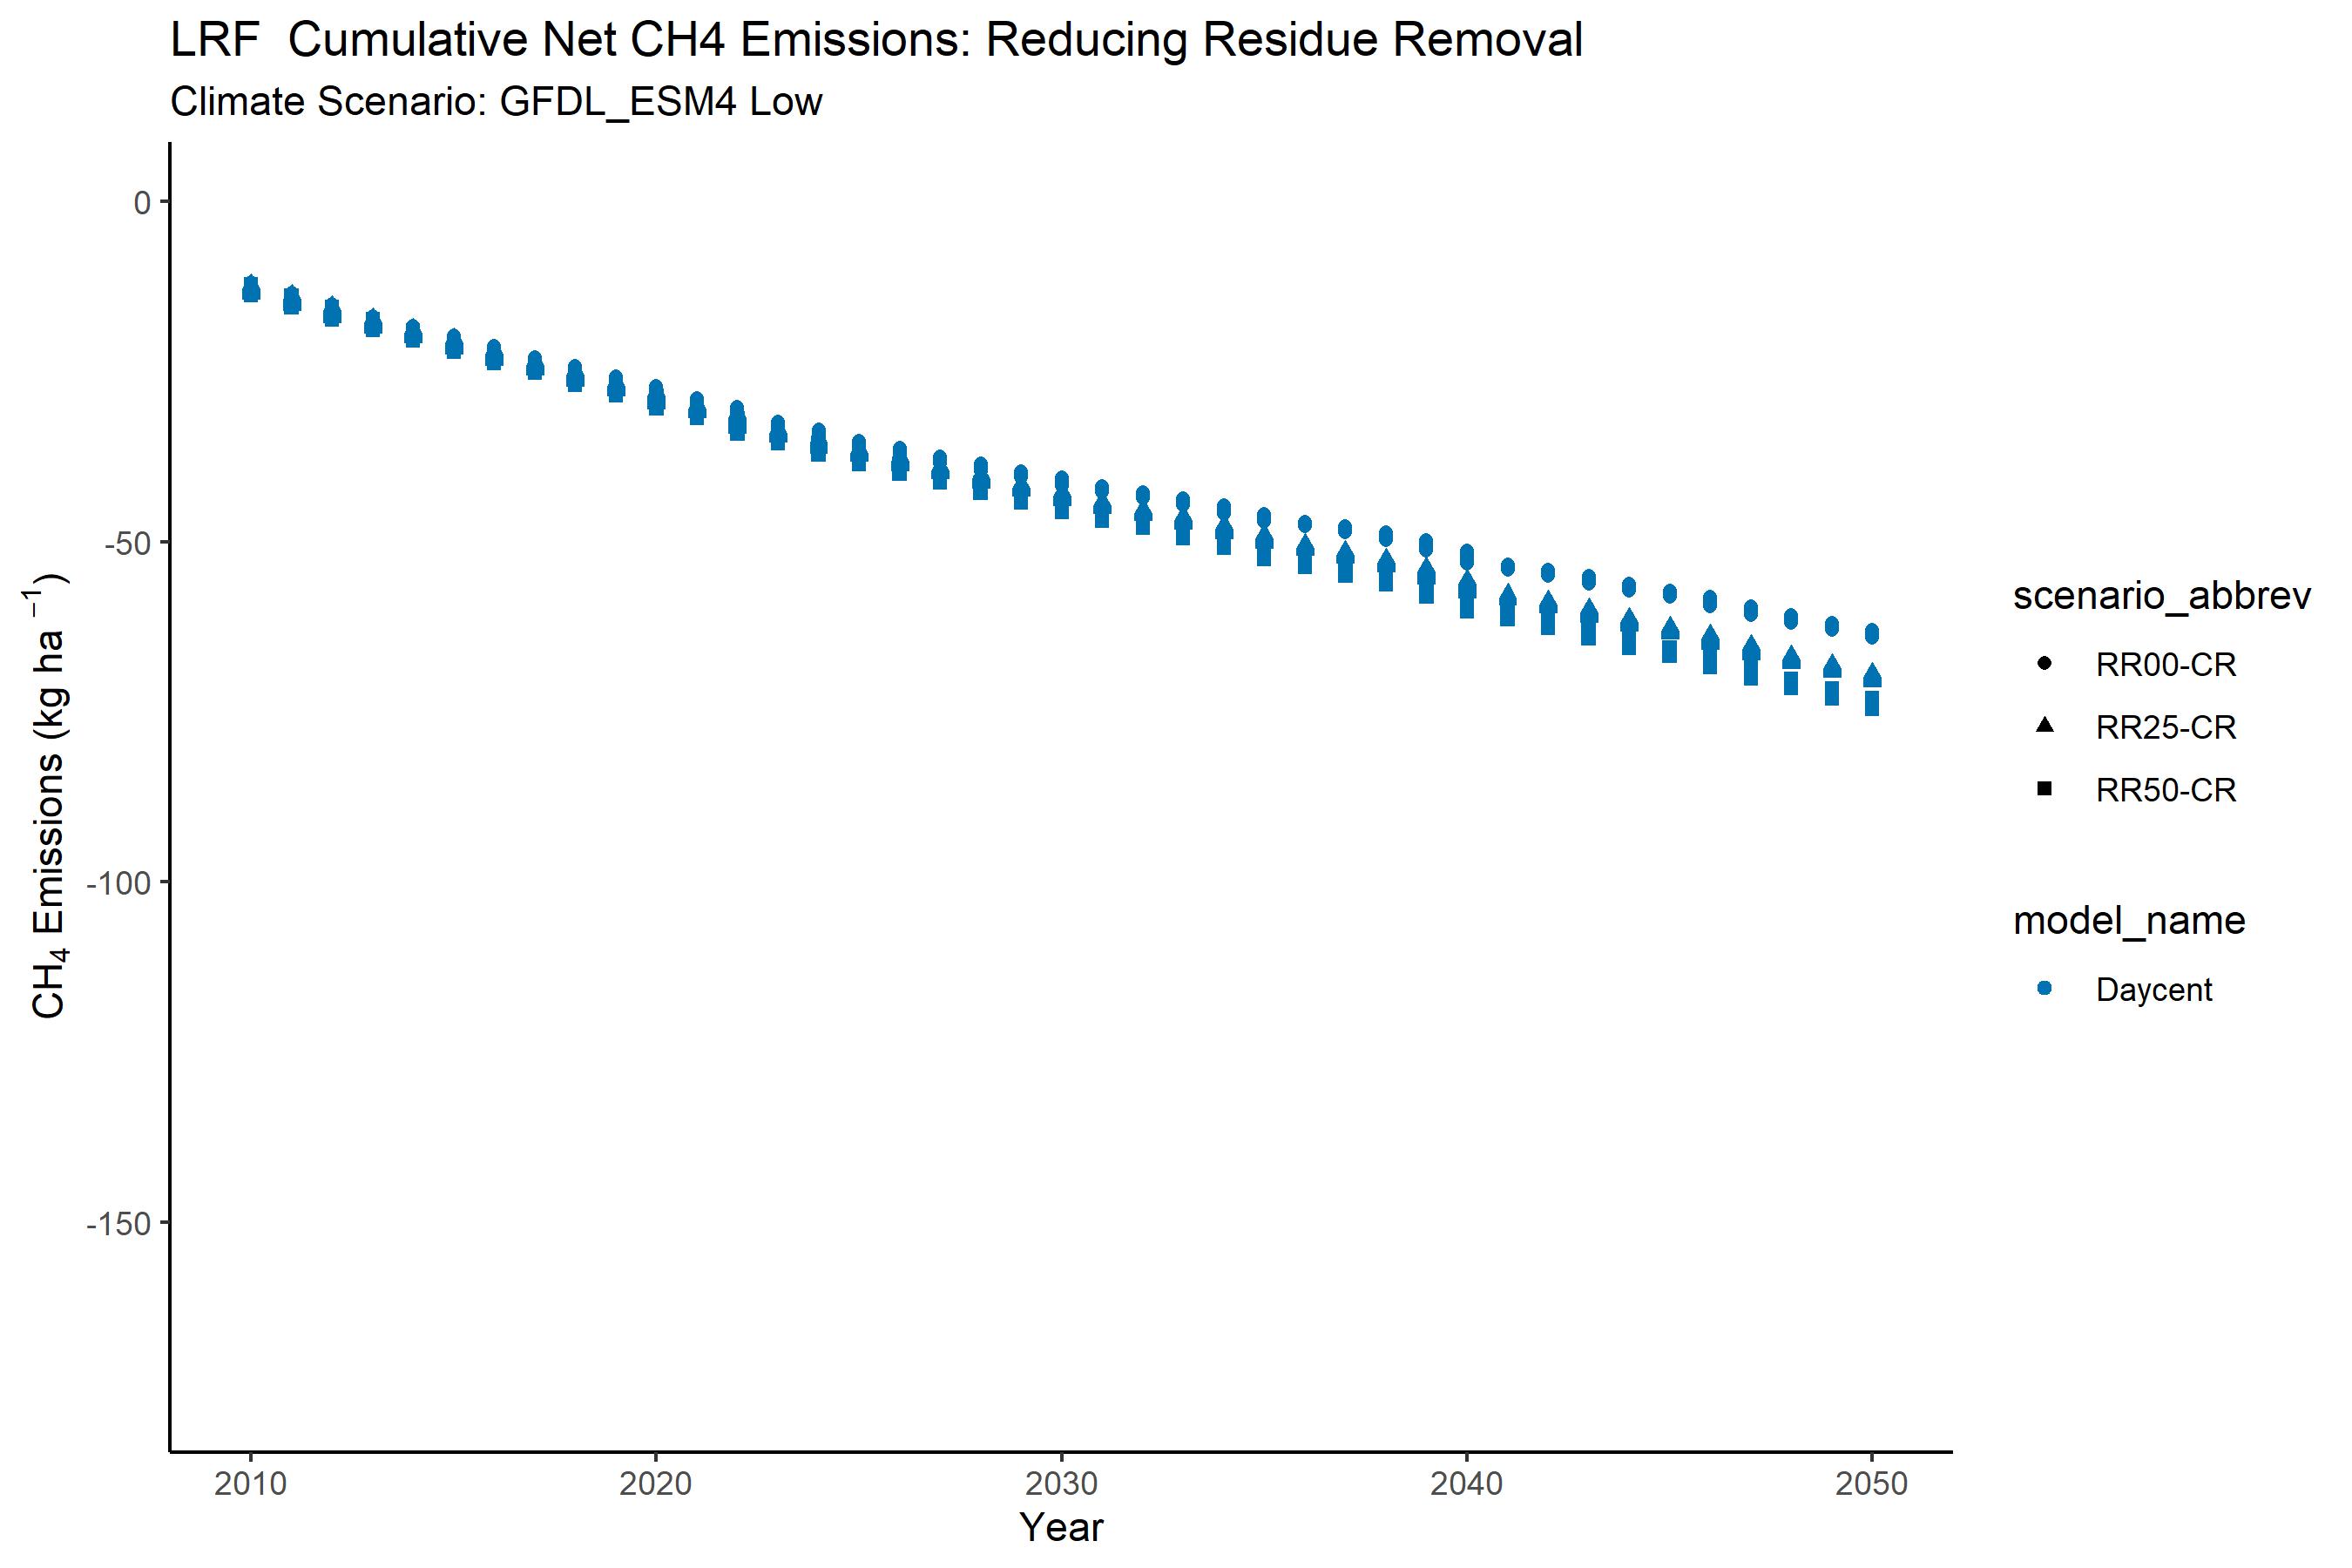 LRF  Cumulative Net CH4 Emissions: Reducing Residue Removal
Climate Scenario: GFDL_ESM4 Low
CH₄ Emissions (kg ha ⁻¹)
0
-50
-100
-150
2010 2020 2030 2040 2050
Year
scenario_abbrev
RR00-CR
RR25-CR
RR50-CR
model_name
Daycent